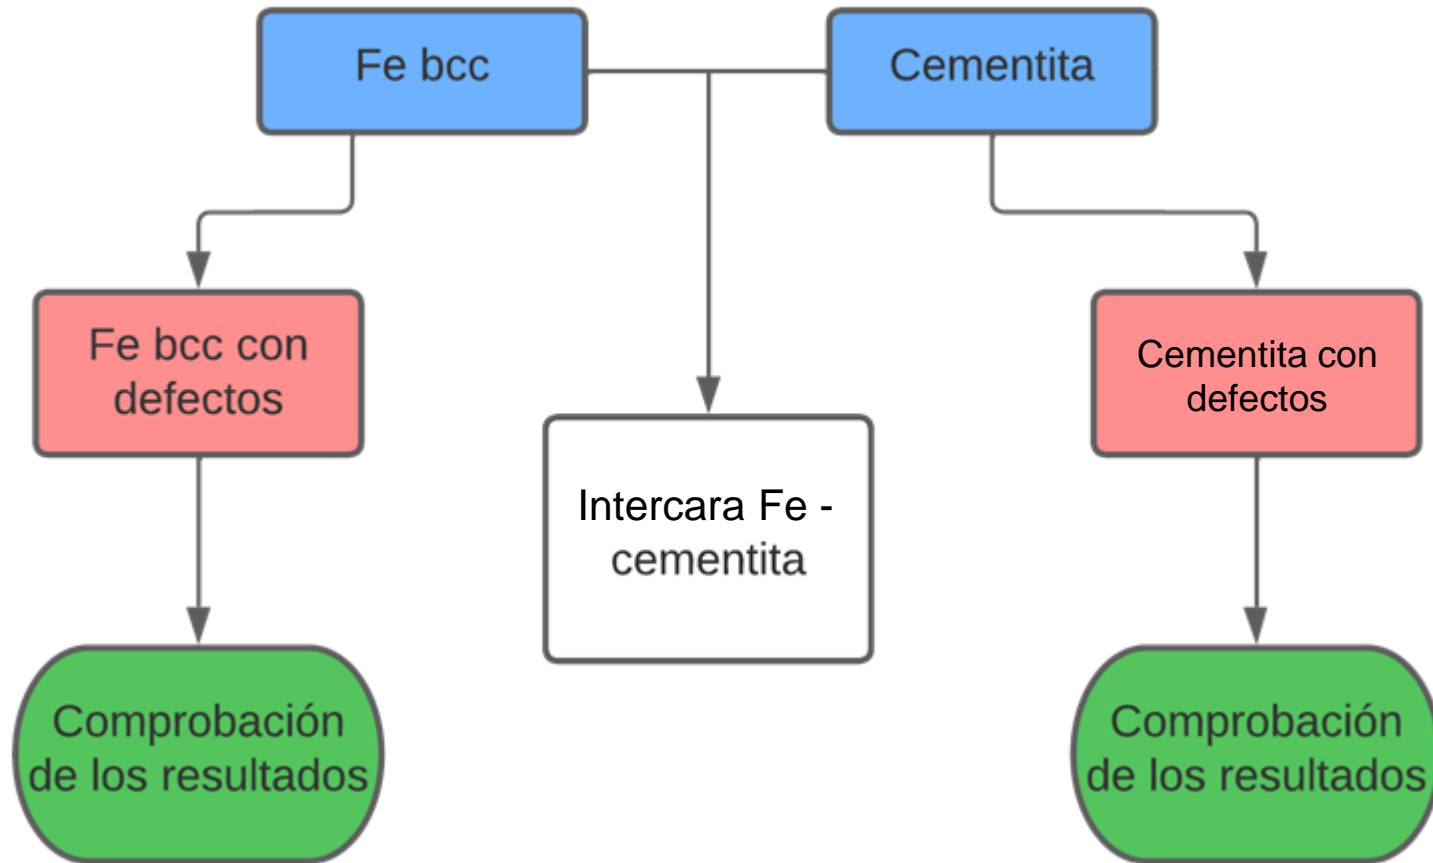 Fe bcc
Cementita
Fe bcc con
defectos
Cementita con
defectos
Intercara Fe -
cementita
Comprobación
de los resultados
Comprobación
de los resultados